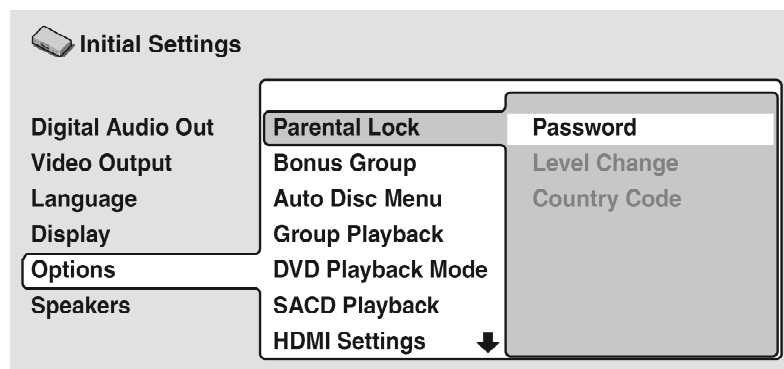 Initial Settings
Digital Audio Out
Video Output
Language
Display
Options
Speakers
Parental Lock
Bonus Group
Auto Disc Menu
Group Playback
DVD Playback Mode
SACD Playback
HDMI Settings
Password
Level Change
Country Code